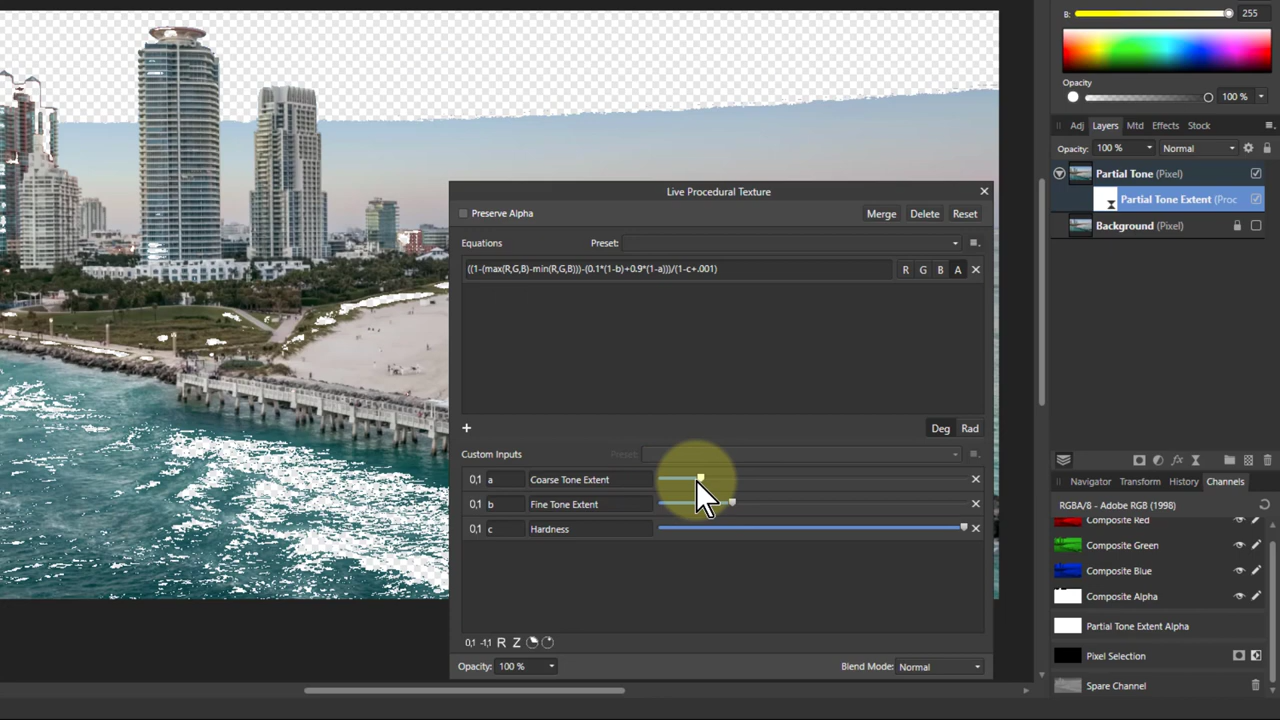 B:
255
Opacity
100 %
Adj
Layers
Mtd
Effects
Stock
Opacity:
100 %
Normal
Partial Tone (Pixel)
Partial Tone Extent (Proc
Background (Pixel)
Live Procedural Texture
Preserve Alpha
Merge
Delete
Reset
Equations
Preset:
((1-(max(R,G,B)-min(R,G,B)))-(0.1*(1-b)+0.9*(1-a)))/(1-c+.001)
R
G
B
A
Deg
Rad
Custom Inputs
Preset:
0,1
a
Coarse Tone Extent
0,1
b
Fine Tone Extent
0,1
c
Hardness
0,1
-1,1
R
Z
Opacity:
100 %
Blend Mode:
Normal
Navigator
Transform
History
Channels
RGBA/8 - Adobe RGB (1998)
Composite Red
Composite Green
Composite Blue
Composite Alpha
Partial Tone Extent Alpha
Pixel Selection
Spare Channel